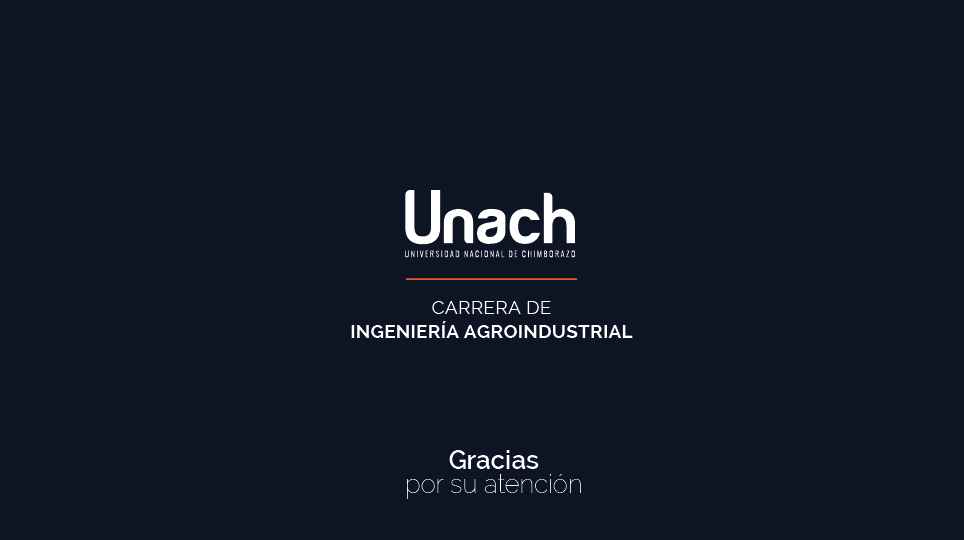 Unach
UNIVERSIDAD NACIONAL DE CHIMBORAZO
CARRERA DE
INGENIERÍA AGROINDUSTRIAL
Gracias
por su atención